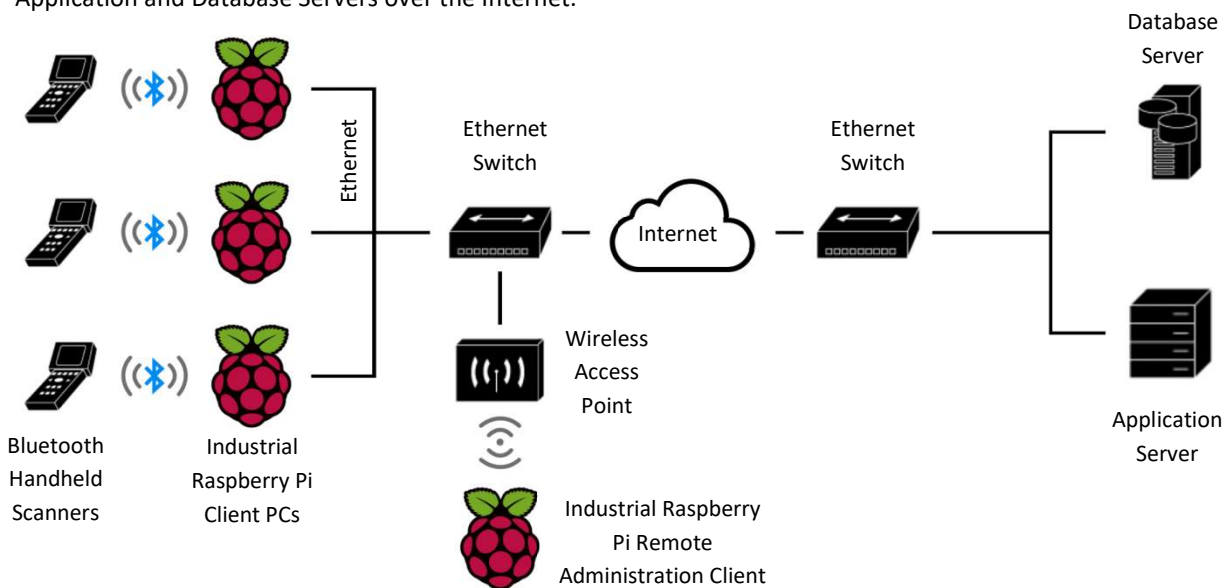 Application and Database Servers over the Internet.
Database
Server
Ethernet
Ethernet
Switch
Internet
Ethernet
Switch
Wireless
Access
Point
Application
Server
Bluetooth
Handheld
Scanners
Industrial
Raspberry Pi
Client PCs
Industrial Raspberry
Pi Remote
Administration Client